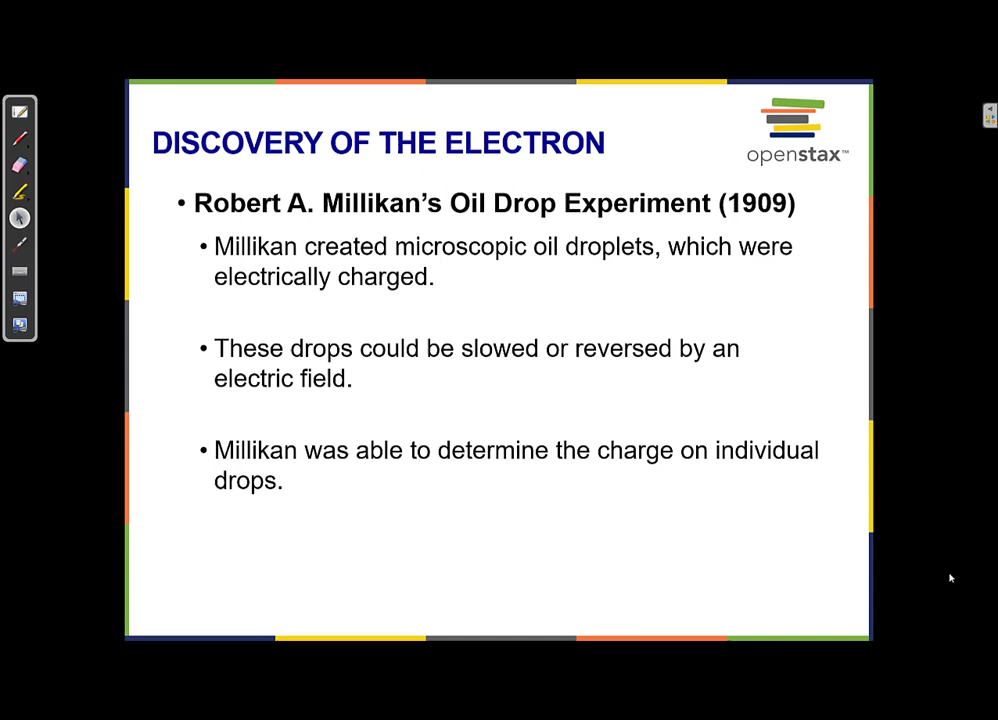 DISCOVERY OF THE ELECTRON
openstax™
• Robert A. Millikan’s Oil Drop Experiment (1909)
• Millikan created microscopic oil droplets, which were
electrically charged.
• These drops could be slowed or reversed by an
electric field.
• Millikan was able to determine the charge on individual
drops.